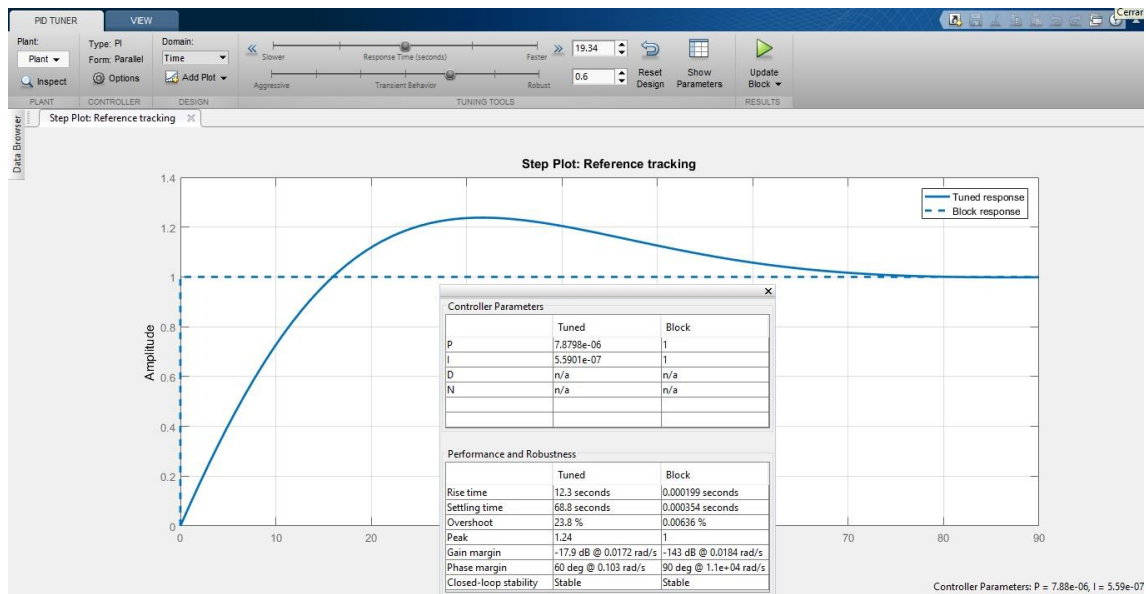 Cerrar
PID TUNER VIEW
Plant: Type: PI Domain:
Plant Form: Parallel Time Slower Response Time (seconds) Faster 19.34
Inspect Options Add Plot Aggressive Transient Behavior Robust 0.6 Reset Design Show Parameters Update Block
PLANT CONTROLLER DESIGN TUNING TOOLS RESULTS
Data Browser
Step Plot: Reference tracking
Step Plot: Reference tracking
Tuned response
Block response
Amplitude
1.4
1.2
1
0.8
0.6
0.4
0.2
0
0 10 20 70 80 90
Controller Parameters
Tuned Block
P 7.8798e-06 1
I 5.5901e-07 1
D n/a n/a
N n/a n/a
Performance and Robustness
Tuned Block
Rise time 12.3 seconds 0.000199 seconds
Settling time 68.8 seconds 0.000354 seconds
Overshoot 23.8 % 0.00636 %
Peak 1.24 1
Gain margin -17.9 dB @ 0.0172 rad/s -143 dB @ 0.0184 rad/s
Phase margin 60 deg @ 0.103 rad/s 90 deg @ 1.1e+04 rad/s
Closed-loop stability Stable Stable
Controller Parameters: P = 7.88e-06, I = 5.59e-07